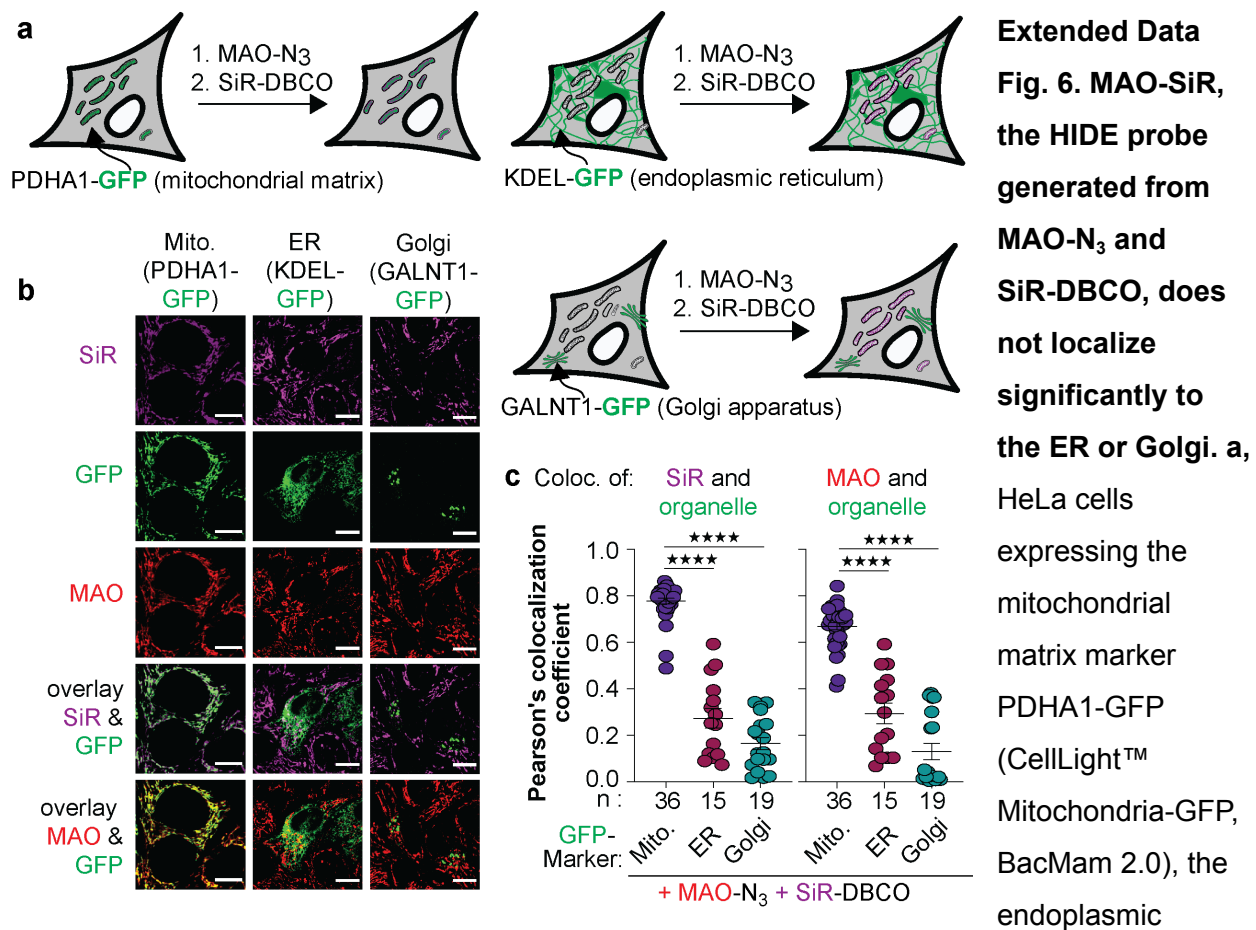 a
1. MAO-N3
2. SiR-DBCO
PDHA1-GFP (mitochondrial matrix)
1. MAO-N3
2. SiR-DBCO
KDEL-GFP (endoplasmic reticulum)
1. MAO-N3
2. SiR-DBCO
GALNT1-GFP (Golgi apparatus)
b
Mito.
(PDHA1-
GFP)
ER
(KDEL-
GFP)
Golgi
(GALNT1-
GFP)
SiR
GFP
MAO
overlay
SiR &
GFP
overlay
MAO &
GFP
c Coloc. of:
SiR and
organelle
MAO and
organelle
Pearson's colocalization
coefficient
1.0
0.8
0.6
0.4
0.2
0.0
★★★★
★★★★
★★★★
★★★★
n : 36 15 19 36 15 19
GFP-
Marker:
Mito. ER Golgi Mito. ER Golgi
+ MAO-N3 + SiR-DBCO
Extended Data
Fig. 6. MAO-SiR,
the HIDE probe
generated from
MAO-N3 and
SiR-DBCO, does
not localize
significantly to
the ER or Golgi. a,
HeLa cells
expressing the
mitochondrial
matrix marker
PDHA1-GFP
(CellLight™
Mitochondria-GFP,
BacMam 2.0), the
endoplasmic